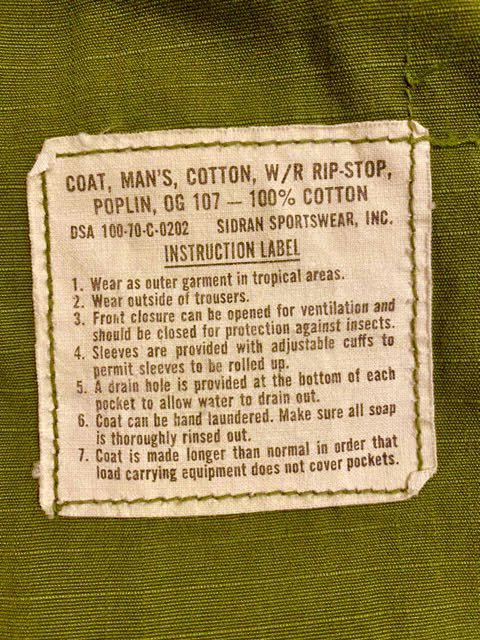 COAT, MAN'S, COTTON, W/R RIP-STOP,
POPLIN, OG 107 — 100% COTTON
DSA 100-70-C-0202 SIDRAN SPORTSWEAR, INC.
INSTRUCTION LABEL
1. Wear as outer garment in tropical areas.
2. Wear outside of trousers.
3. Front closure can be opened for ventilation and
should be closed for protection against insects.
4. Sleeves are provided with adjustable cuffs to
permit sleeves to be rolled up.
5. A drain hole is provided at the bottom of each
pocket to allow water to drain out.
6. Coat can be hand laundered. Make sure all soap
is thoroughly rinsed out.
7. Coat is made longer than normal in order that
load carrying equipment does not cover pockets.